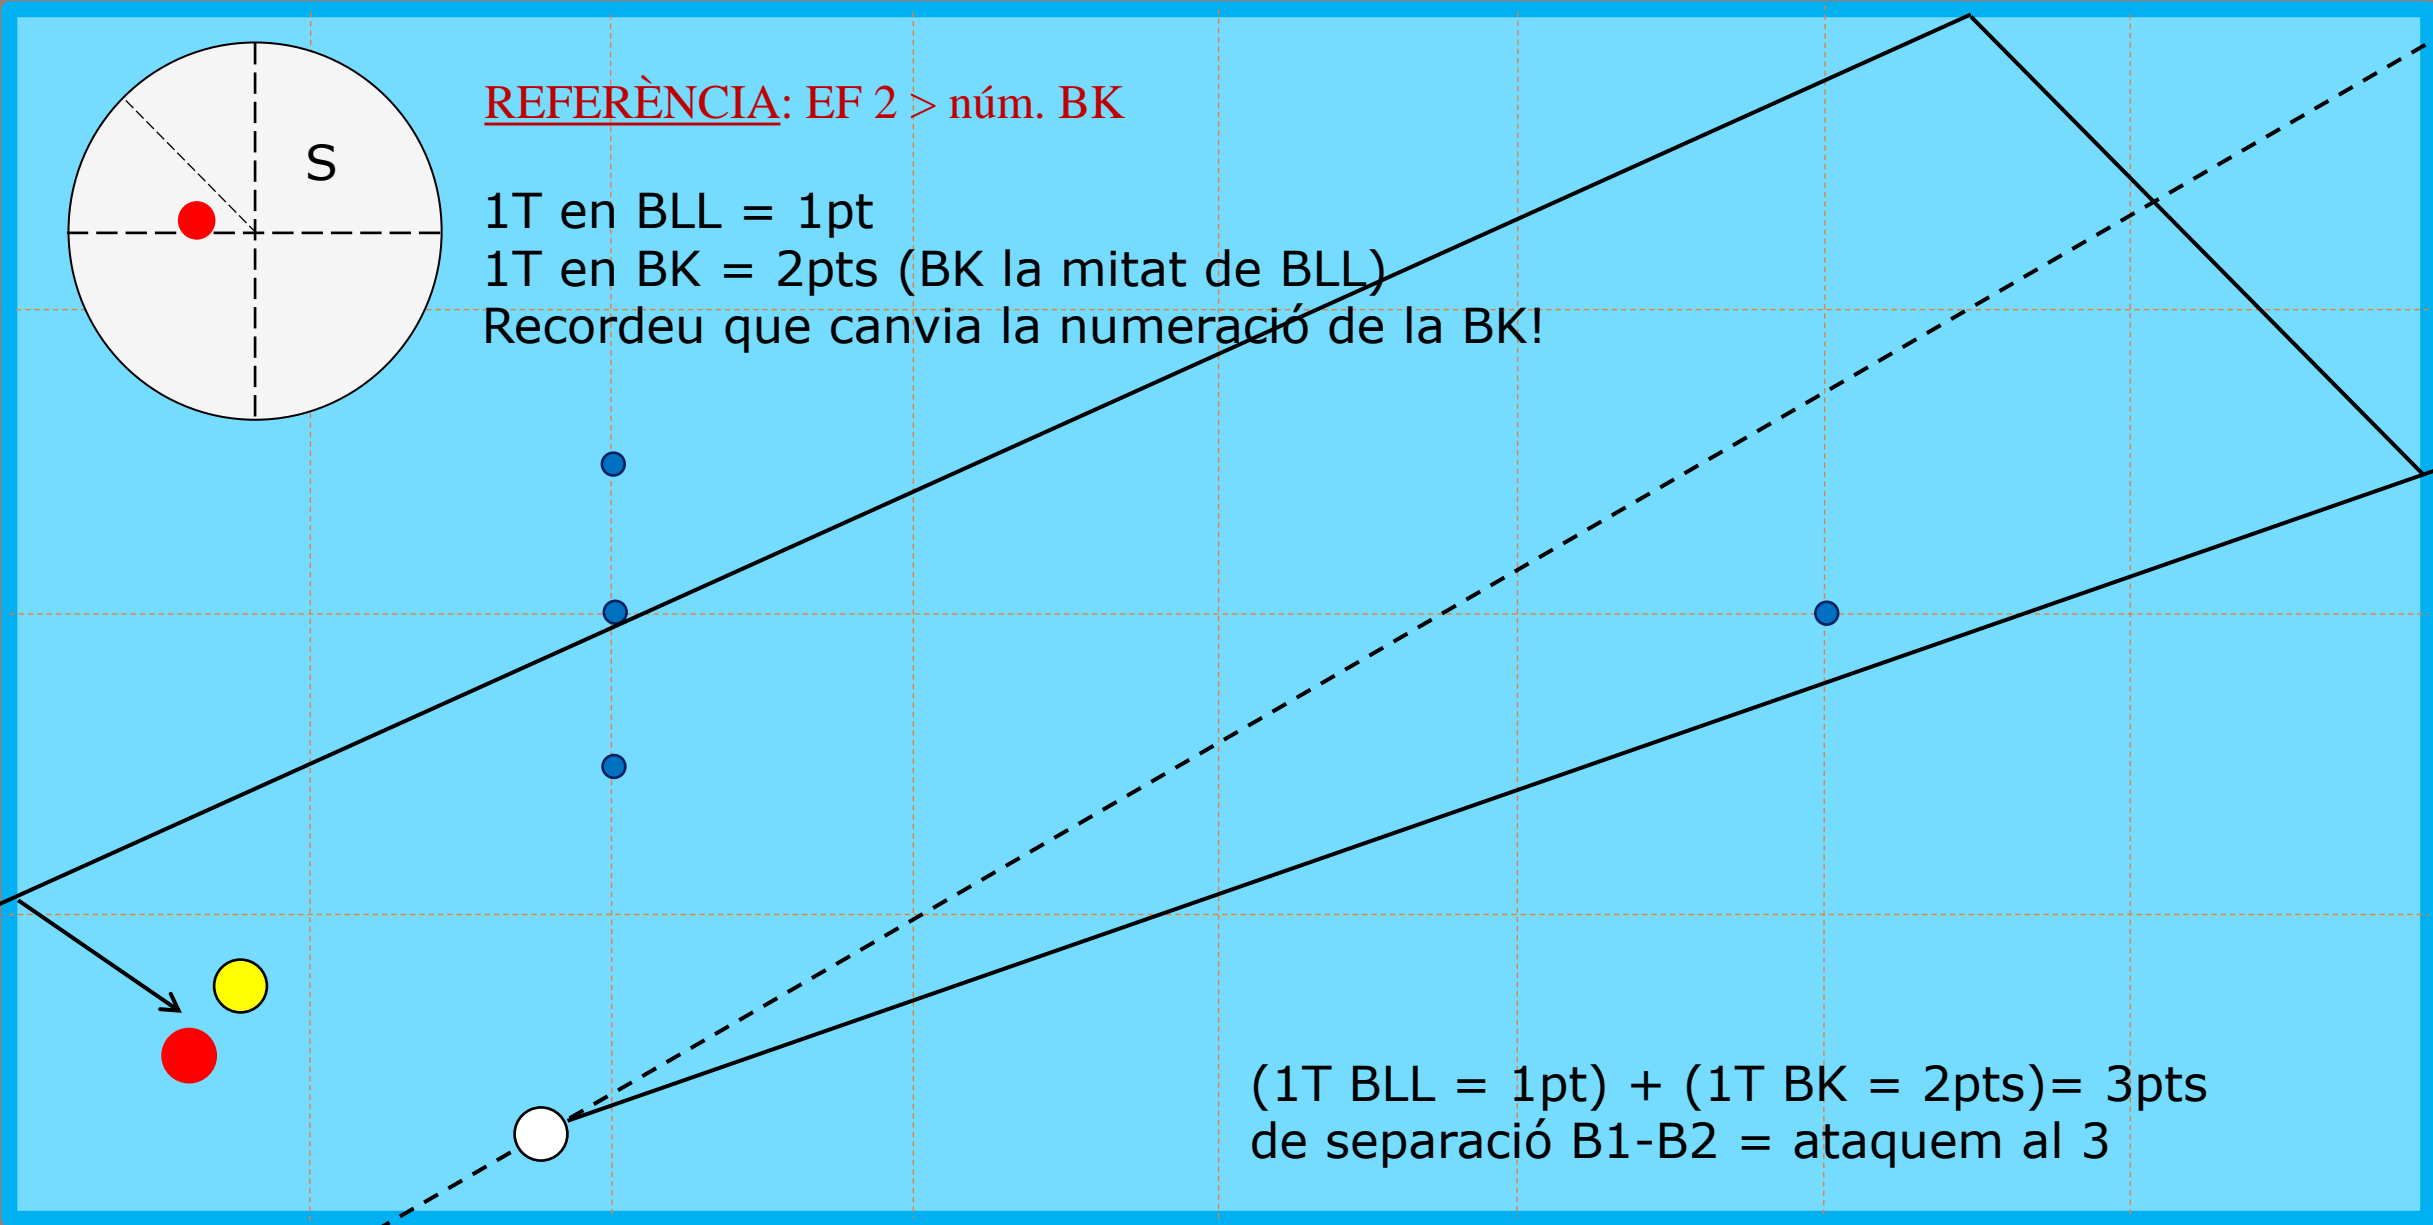 REFERÈNCIA: EF 2 > núm. BK
S
1T en BLL = 1pt
1T en BK = 2pts (BK la mitat de BLL)
Recordeu que canvia la numeració de la BK!
(1T BLL = 1pt) + (1T BK = 2pts)= 3pts
de separació B1-B2 = ataquem al 3